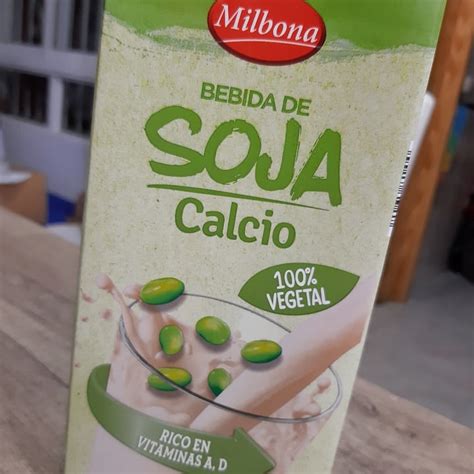 Milbona
BEBIDA DE
SOJA
Calcio
100%
VEGETAL
RICO EN
VITAMINAS A, D